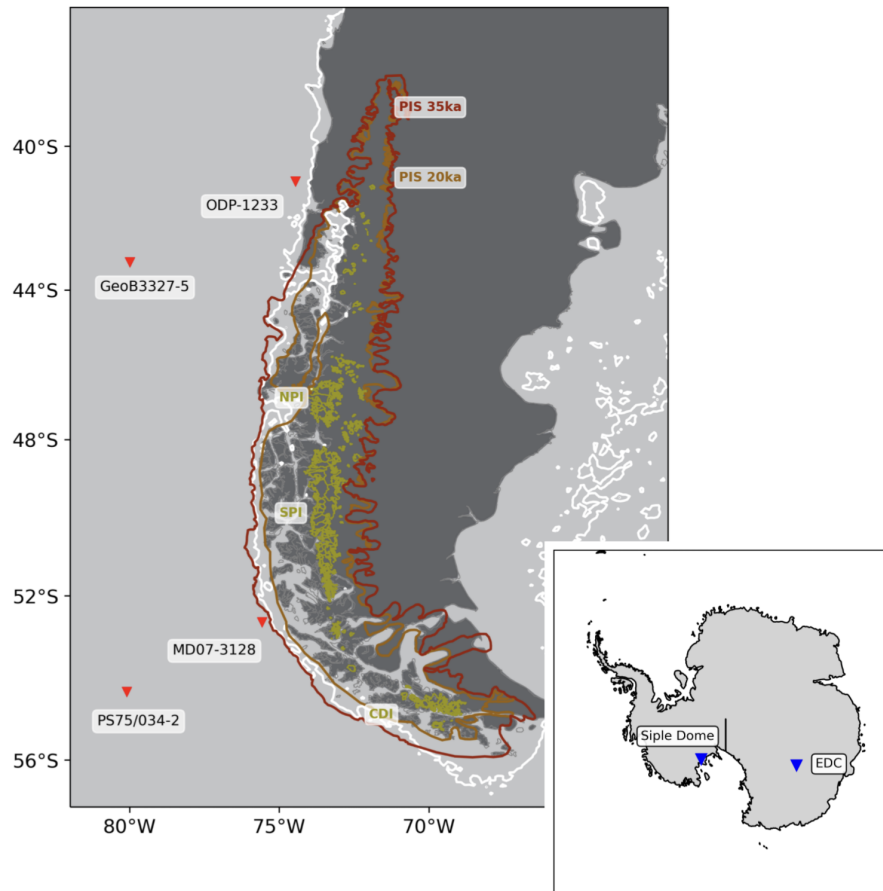 PIS 35ka
40°S
PIS 20ka
ODP-1233
GeoB3327-5
44°S
NPI
48°S
SPI
52°S
MD07-3128
PS75/034-2
CDI
56°S
80°W
75°W
70°W
Siple Dome
EDC